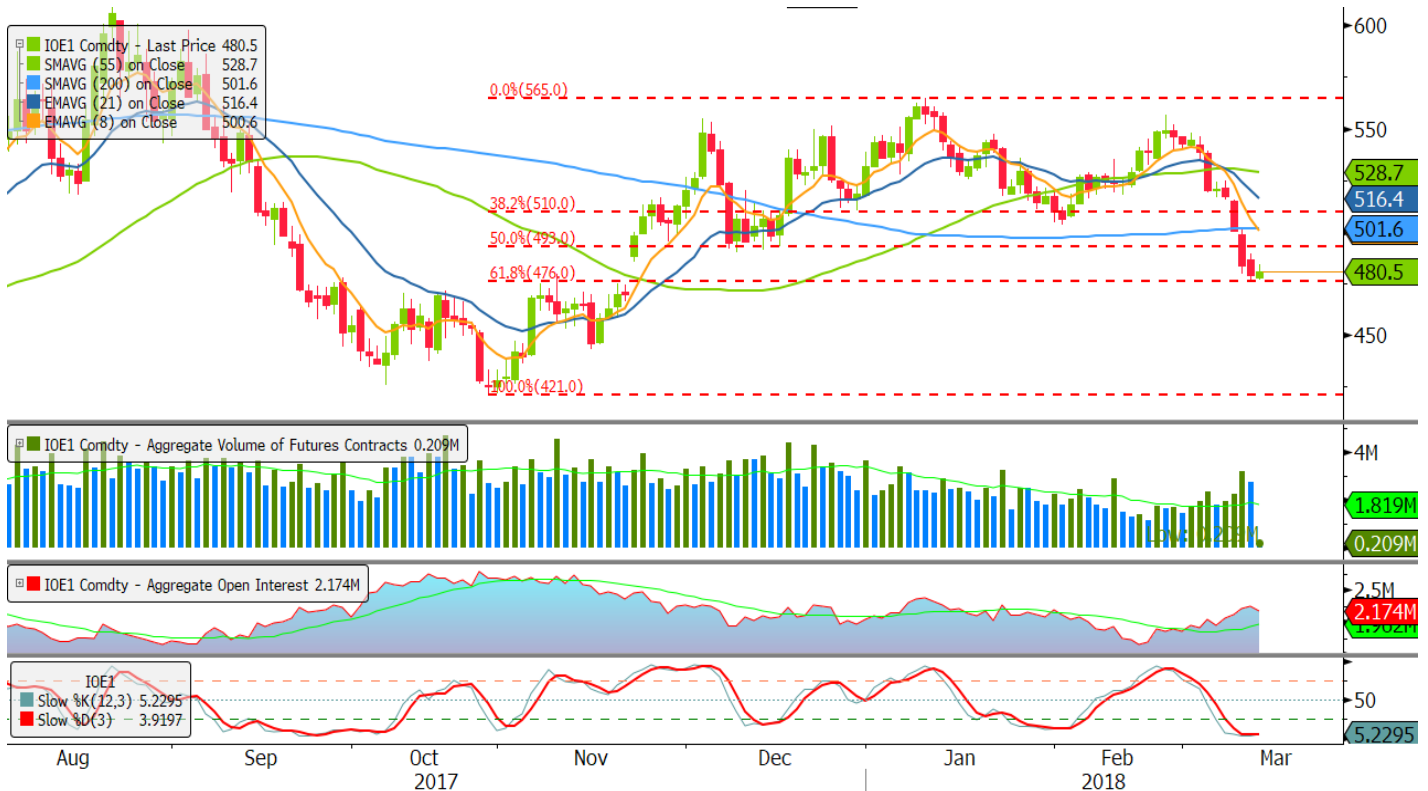 IOE1 Comdty - Last Price 480.5
SMAVG (55) on Close 528.7
SMAVG (200) on Close 501.6
EMAVG (21) on Close 516.4
EMAVG (8) on Close 500.6
0.0%(565.0)
38.2%(510.0)
50.0%(493.0)
61.8%(476.0)
100.0%(421.0)
600
550
528.7
516.4
501.6
480.5
450
IOE1 Comdty - Aggregate Volume of Futures Contracts 0.209M
4M
1.819M
Low: 0.209M
0.209M
IOE1 Comdty - Aggregate Open Interest 2.174M
2.5M
2.174M
IOE1
Slow %K(12,3) 5.2295
Slow %D(3) 3.9197
50
5.2295
Aug Sep Oct Nov Dec Jan Feb Mar
2017 2018